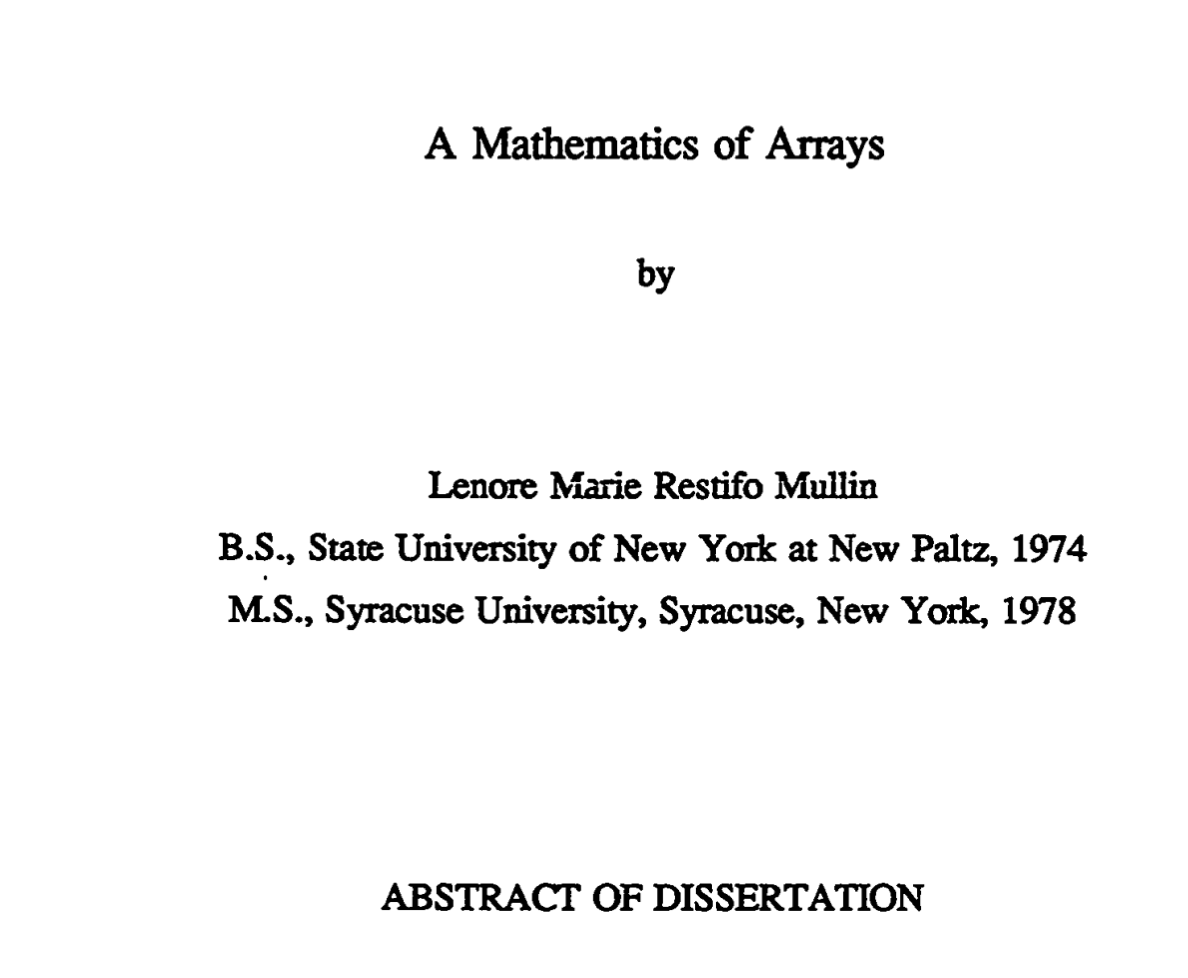 A Mathematics of Arrays
by
Lenore Marie Restifo Mullin
B.S., State University of New York at New Paltz, 1974
M.S., Syracuse University, Syracuse, New York, 1978
ABSTRACT OF DISSERTATION